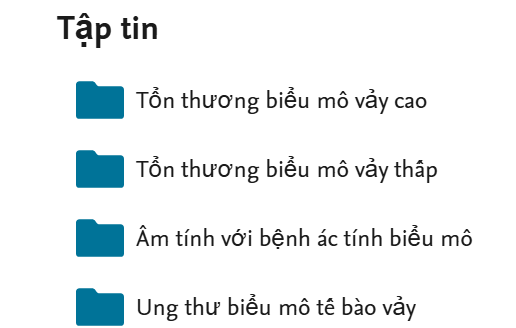 Tập tin
Tổn thương biểu mô vảy cao
Tổn thương biểu mô vảy thấp
Âm tính với bệnh ác tính biểu mô
Ung thư biểu mô tế bào vảy